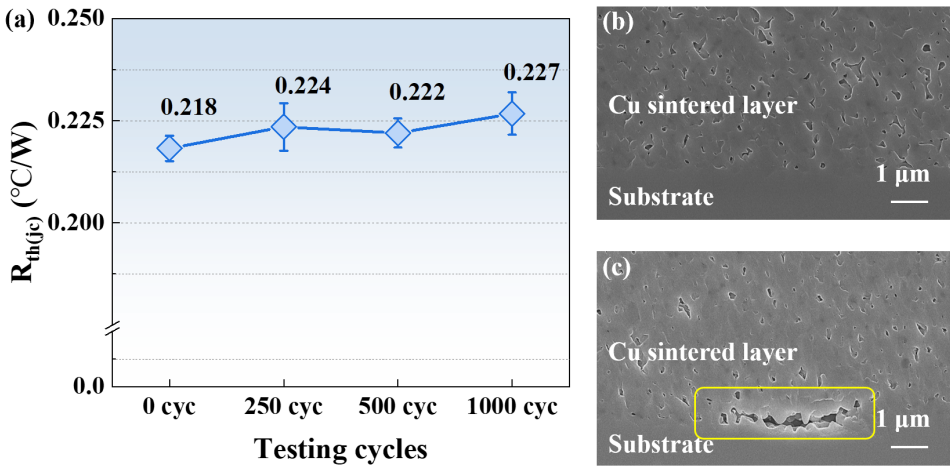 (a)
0.250
0.225
0.200
0.0
R_th(jc) (℃/W)
0.218
0.224
0.222
0.227
0 cyc 250 cyc 500 cyc 1000 cyc
Testing cycles
(b)
Cu sintered layer
1 μm
Substrate
(c)
Cu sintered layer
1 μm
Substrate